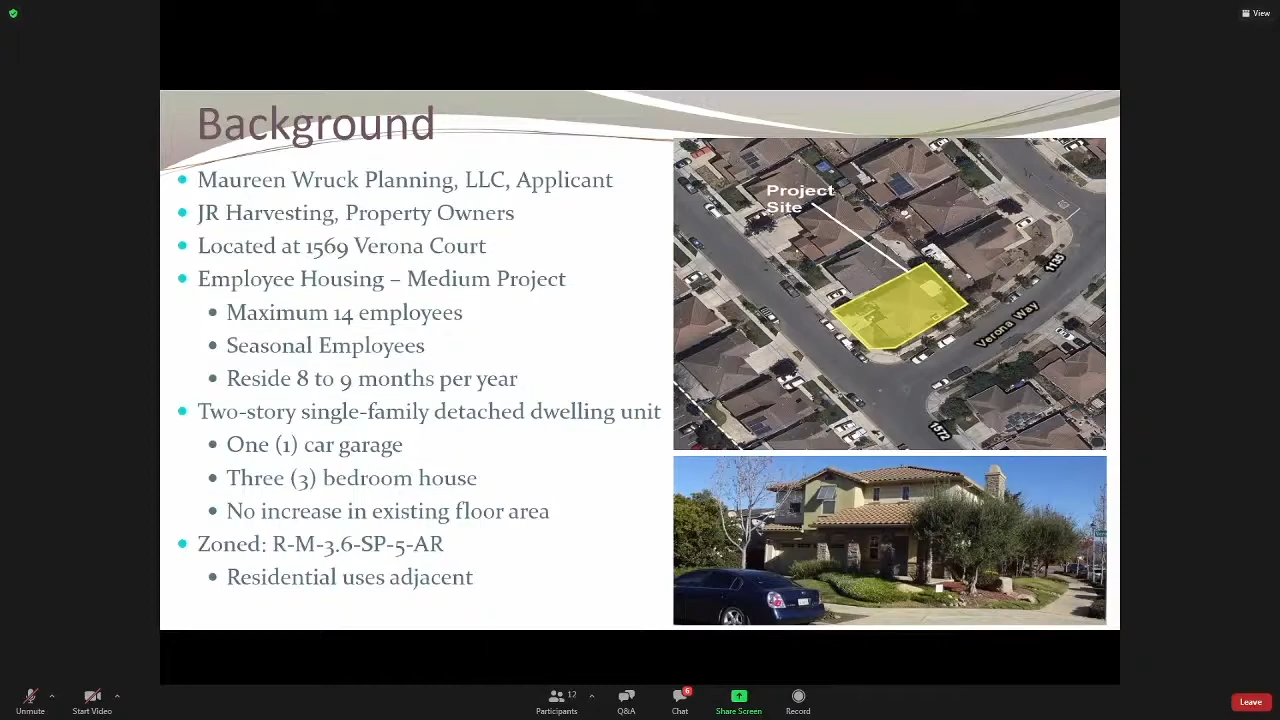 View
Background
Maureen Wruck Planning, LLC, Applicant
JR Harvesting, Property Owners
Located at 1569 Verona Court
Employee Housing – Medium Project
Maximum 14 employees
Seasonal Employees
Reside 8 to 9 months per year
Two-story single-family detached dwelling unit
One (1) car garage
Three (3) bedroom house
No increase in existing floor area
Zoned: R-M-3.6-SP-5-AR
Residential uses adjacent
Project
Site
1135
Verona Way
1572
Unmute
Start Video
12
Participants
Q&A
6
Chat
Share Screen
Record
Leave